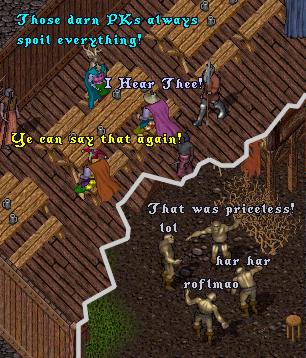 Those darn PKs always
spoil everything!
I Hear Thee!
Ye can say that again!
That was priceless!
lol
har har
roflmao